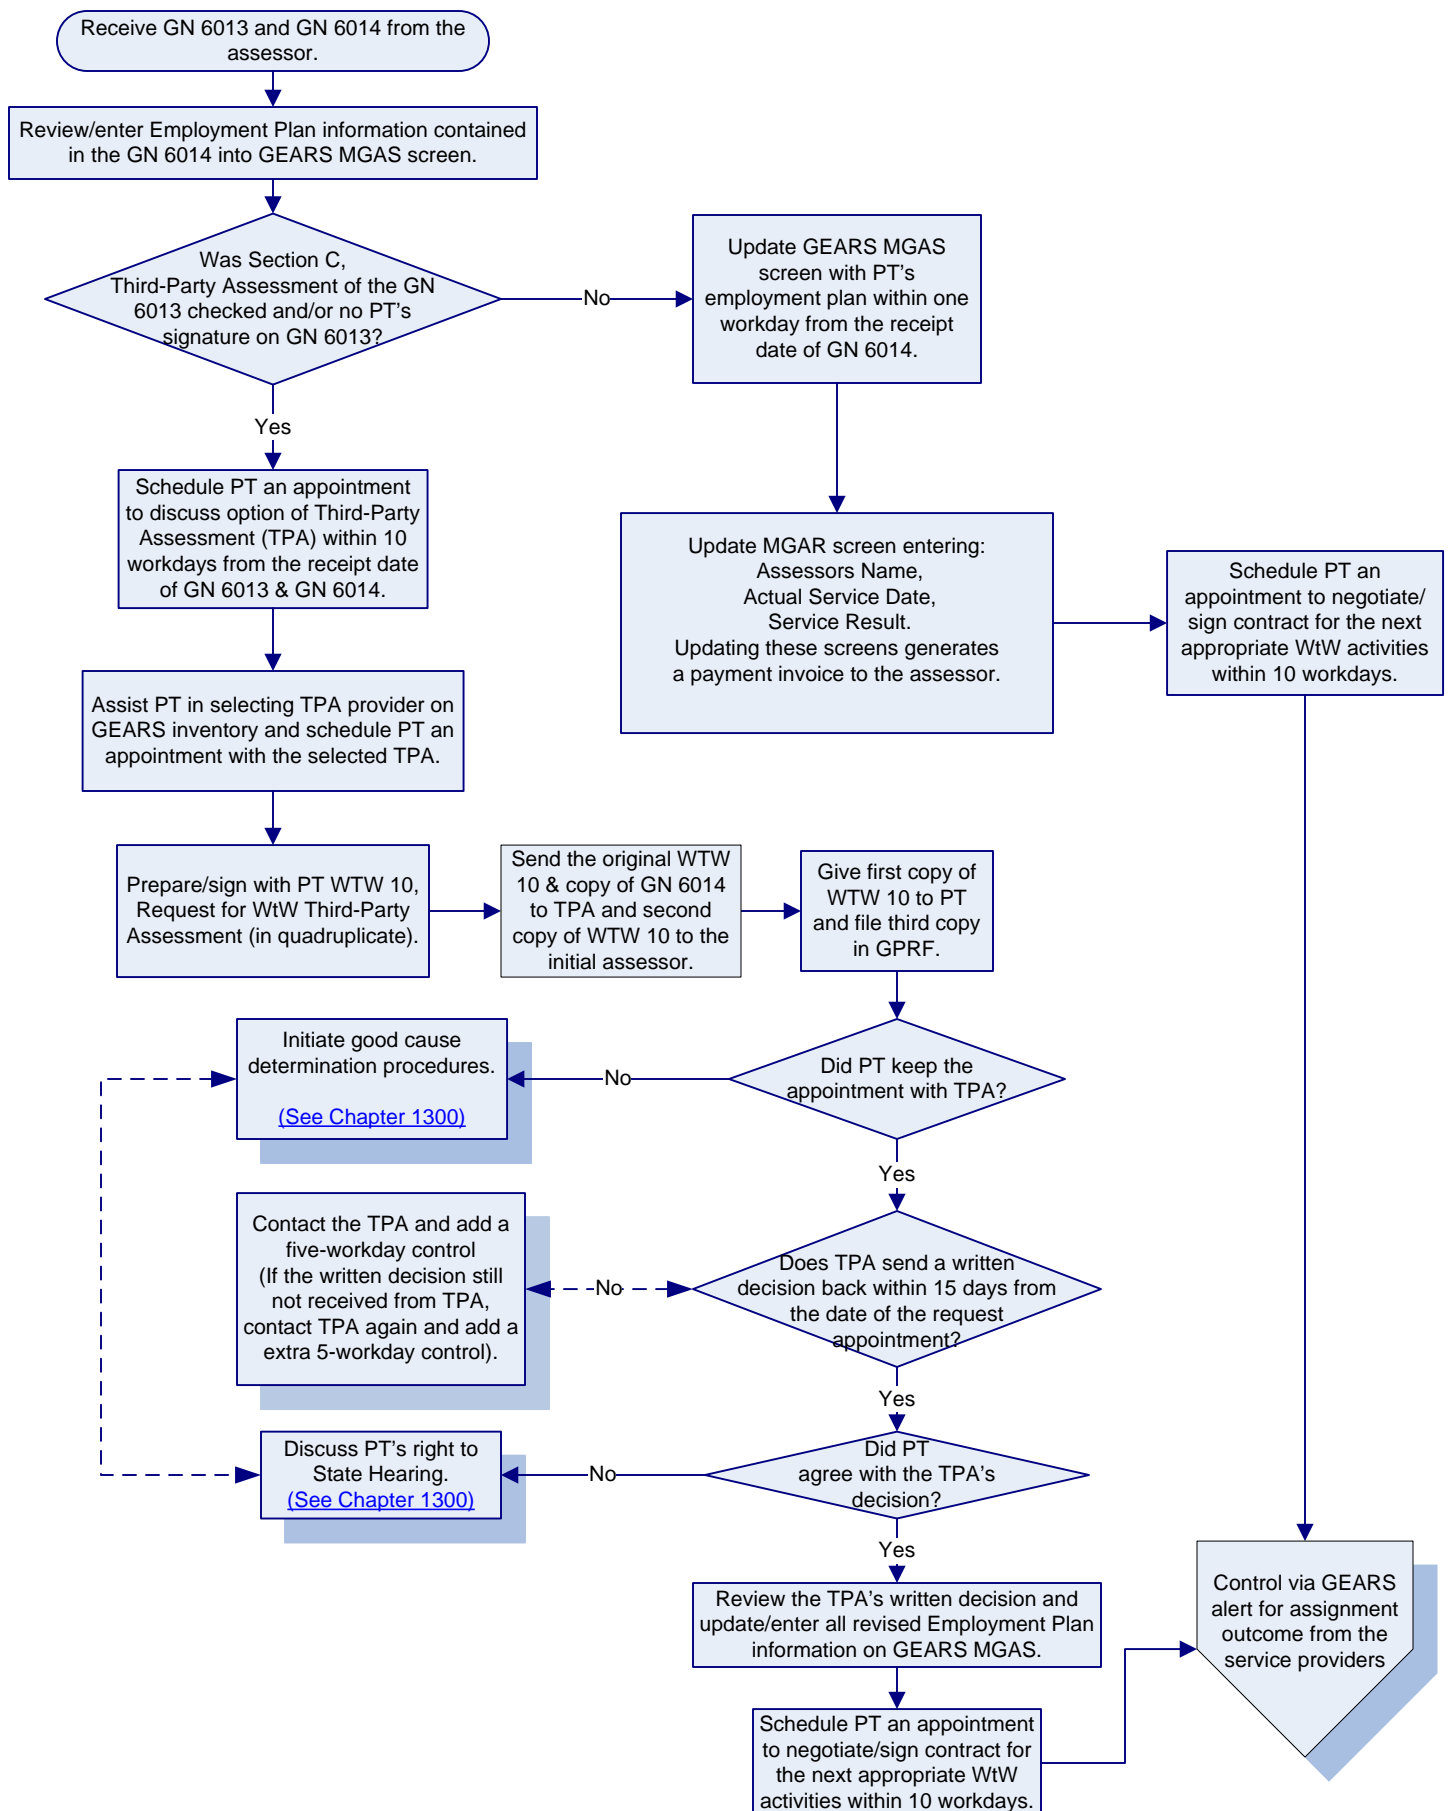 Receive GN 6013 and GN 6014 from the
assessor.
Review/enter Employment Plan information contained
in the GN 6014 into GEARS MGAS screen.
Was Section C,
Third-Party Assessment of the GN
6013 checked and/or no PT's
signature on GN 6013?
No
Update GEARS MGAS
screen with PT's
employment plan within one
workday from the receipt
date of GN 6014.
Yes
Schedule PT an appointment
to discuss option of Third-Party
Assessment (TPA) within 10
workdays from the receipt date
of GN 6013 & GN 6014.
Update MGAR screen entering:
Assessors Name,
Actual Service Date,
Service Result.
Updating these screens generates
a payment invoice to the assessor.
Schedule PT an
appointment to negotiate/
sign contract for the next
appropriate WtW activities
within 10 workdays.
Assist PT in selecting TPA provider on
GEARS inventory and schedule PT an
appointment with the selected TPA.
Prepare/sign with PT WTW 10,
Request for WtW Third-Party
Assessment (in quadruplicate).
Send the original WTW
10 & copy of GN 6014
to TPA and second
copy of WTW 10 to the
initial assessor.
Give first copy of
WTW 10 to PT
and file third copy
in GPRF.
Did PT keep the
appointment with TPA?
No
Initiate good cause
determination procedures.
(See Chapter 1300)
Yes
Does TPA send a written
decision back within 15 days from
the date of the request
appointment?
No
Contact the TPA and add a
five-workday control
(If the written decision still
not received from TPA,
contact TPA again and add a
extra 5-workday control).
Yes
Did PT
agree with the TPA's
decision?
No
Discuss PT's right to
State Hearing.
(See Chapter 1300)
Yes
Review the TPA's written decision and
update/enter all revised Employment Plan
information on GEARS MGAS.
Schedule PT an appointment
to negotiate/sign contract for
the next appropriate WtW
activities within 10 workdays.
Control via GEARS
alert for assignment
outcome from the
service providers